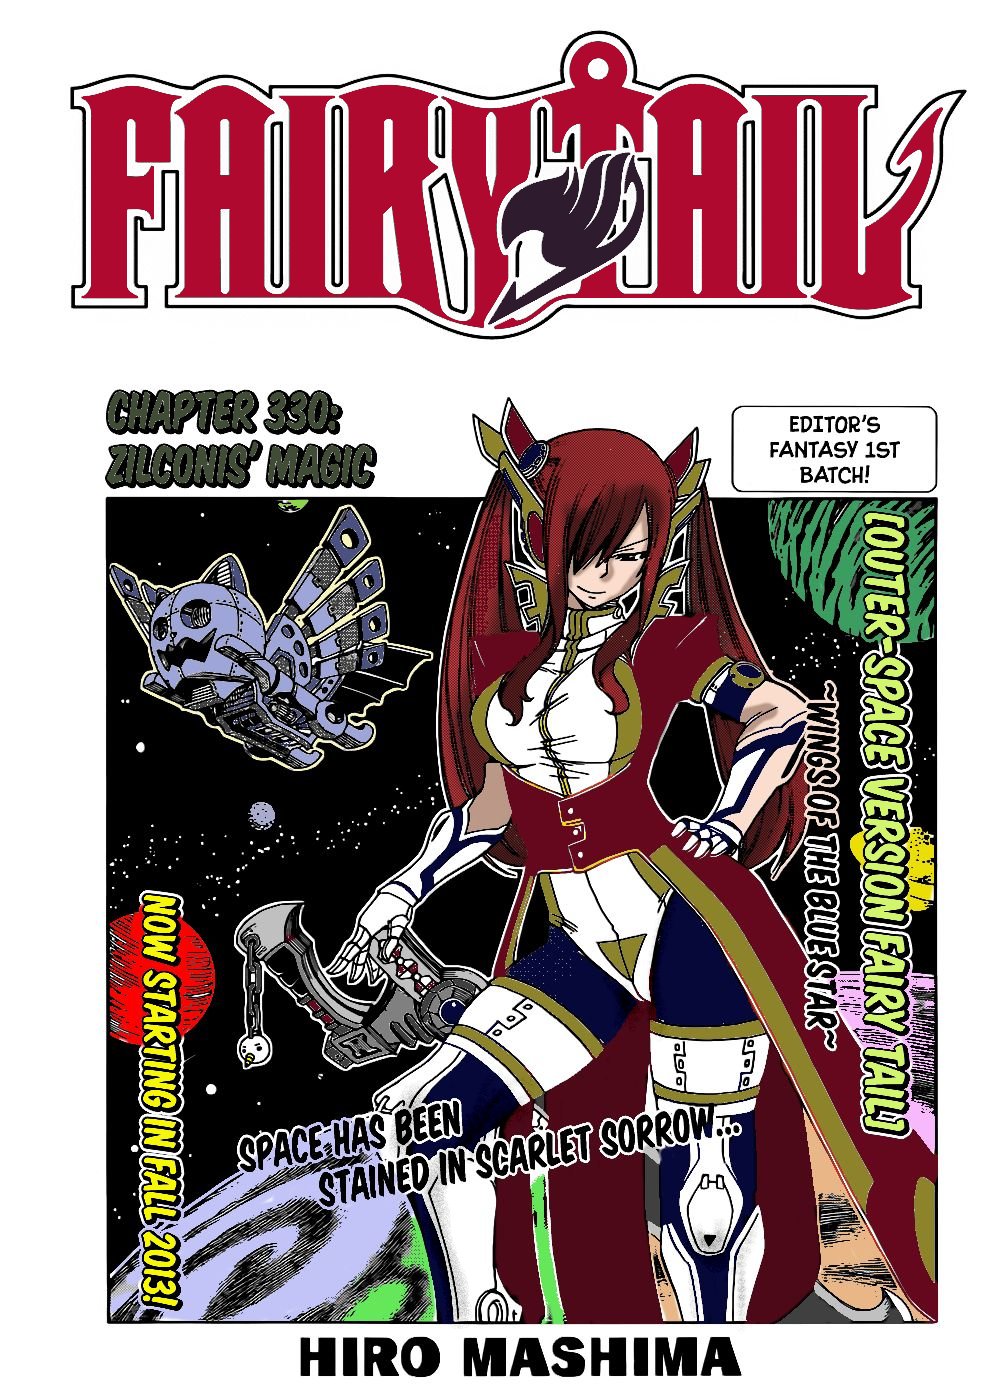 FAIRY TAIL
CHAPTER 330:
ZILCONIS' MAGIC
EDITOR'S
FANTASY 1ST
BATCH!
[OUTER-SPACE VERSION FAIRY TAIL]
~WINGS OF THE BLUE STAR~
NOW STARTING IN FALL 2013!
SPACE HAS BEEN
STAINED IN SCARLET SORROW...
HIRO MASHIMA